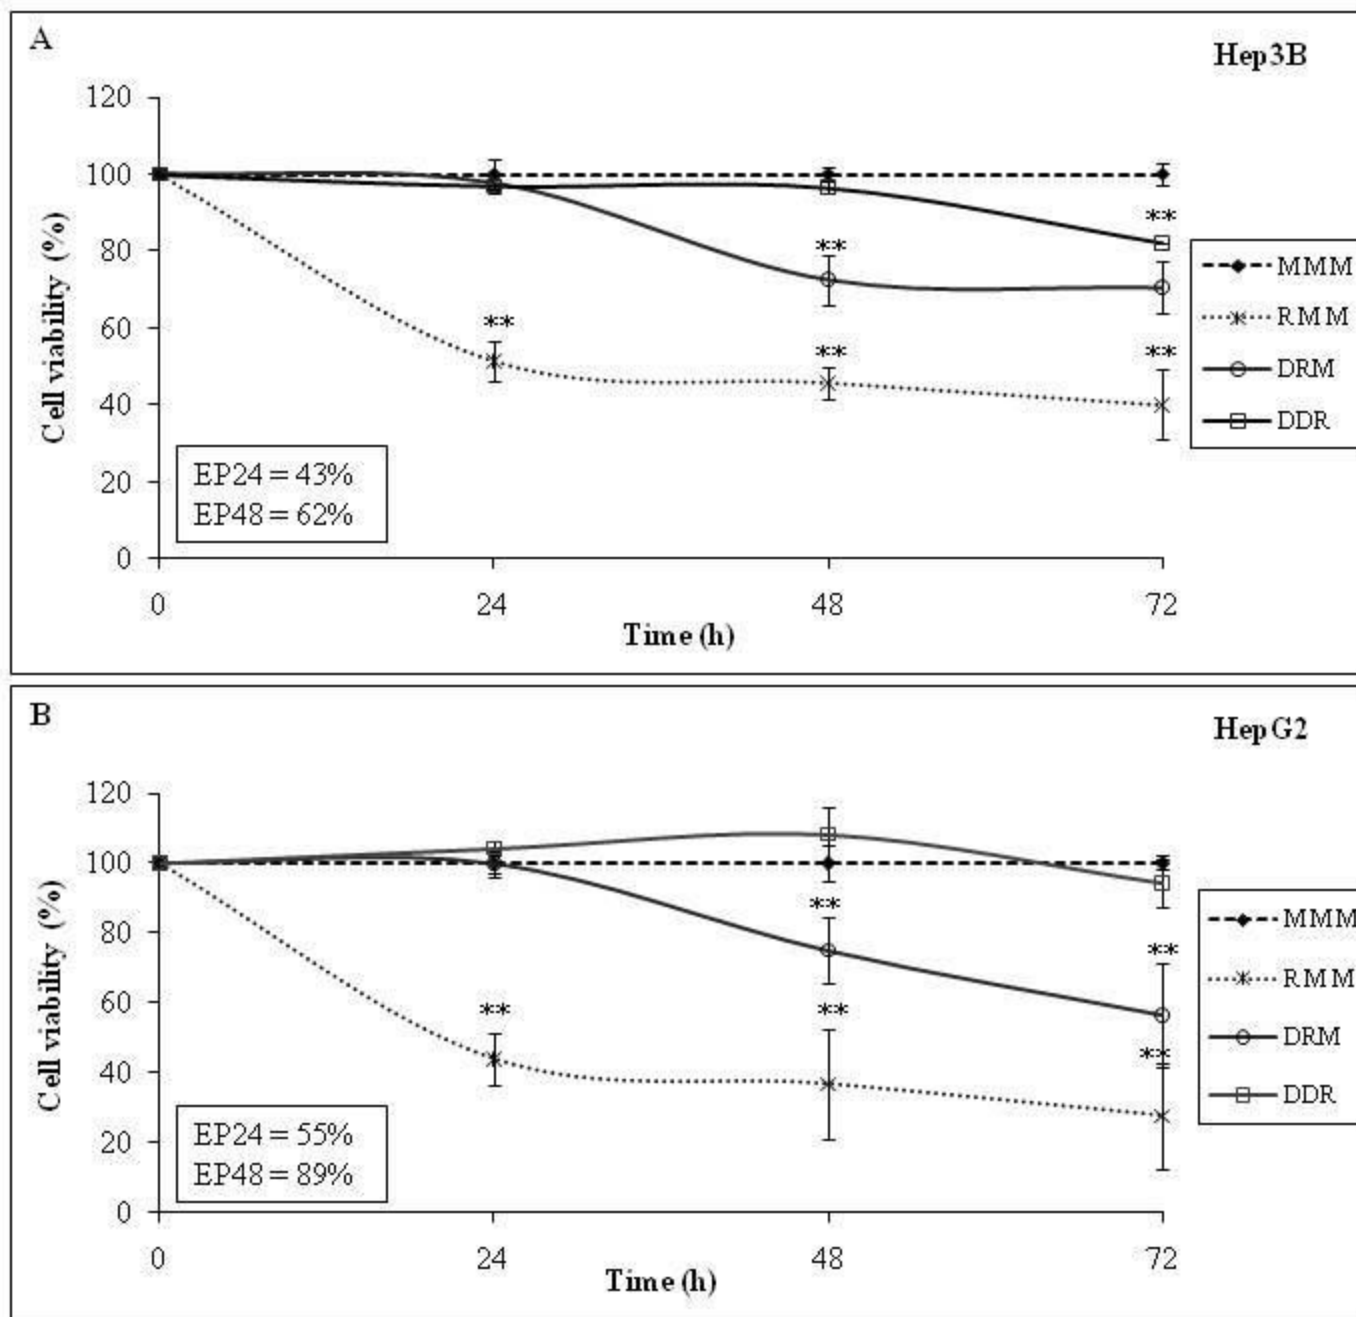 A
Hep3B
120
100
80
60
40
20
0
Cell viability (%)
**
**
**
**
**
MMM
RMM
DRM
DDR
EP24 = 43%
EP48 = 62%
0
24
48
72
Time (h)
B
HepG2
120
100
80
60
40
20
0
Cell viability (%)
**
**
**
**
**
MMM
RMM
DRM
DDR
EP24 = 55%
EP48 = 89%
0
24
48
72
Time (h)